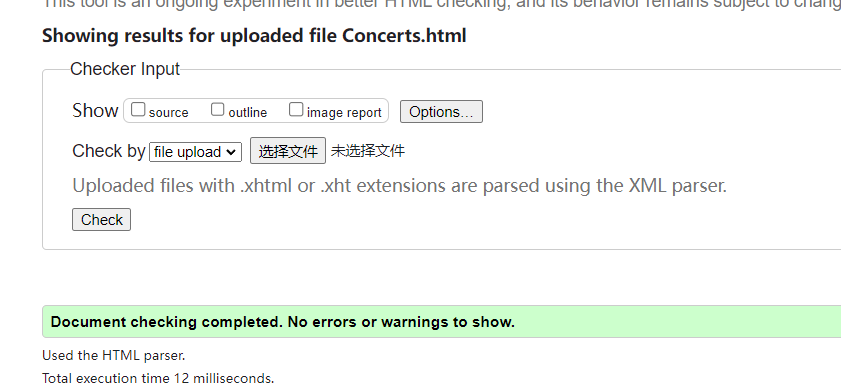 This tool is an ongoing experiment in better HTML checking, and its behavior remains subject to chang
Showing results for uploaded file Concerts.html
Checker Input
Show source outline image report Options...
Check by file upload 选择文件 未选择文件
Uploaded files with .xhtml or .xht extensions are parsed using the XML parser.
Check
Document checking completed. No errors or warnings to show.
Used the HTML parser.
Total execution time 12 milliseconds.